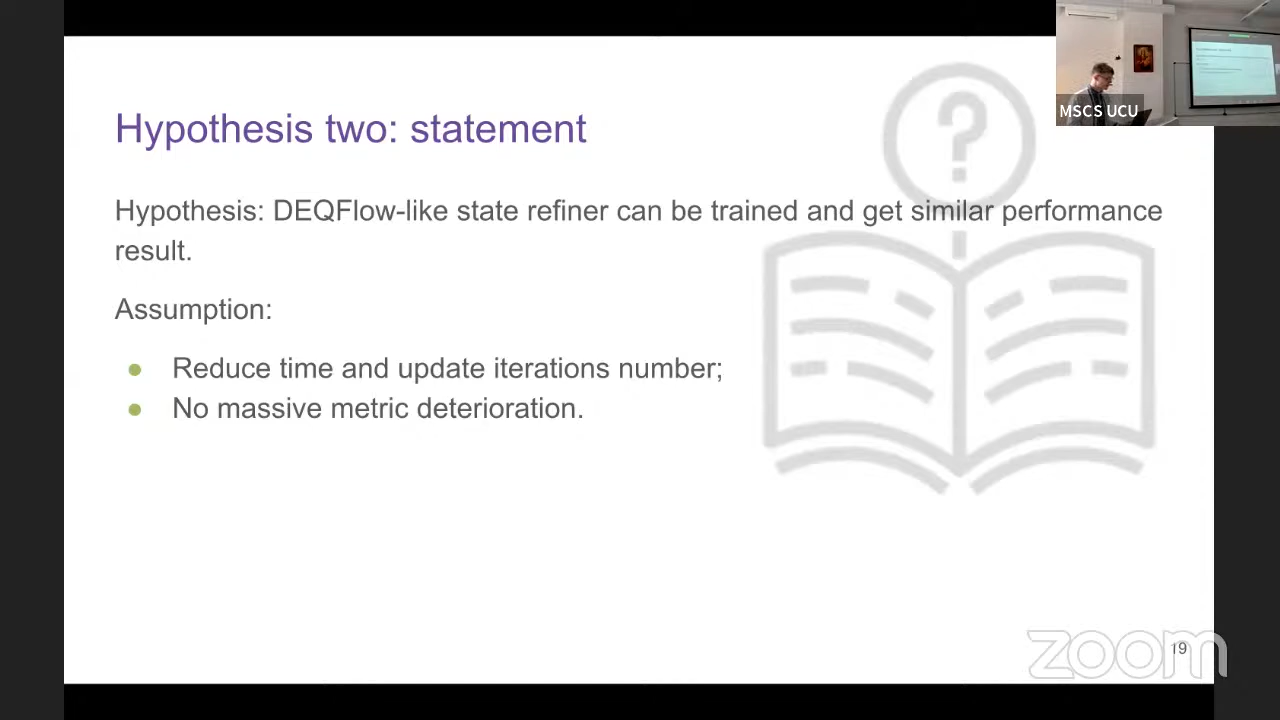 Hypothesis two: statement
Hypothesis: DEQFlow-like state refiner can be trained and get similar performance
result.
Assumption:
● Reduce time and update iterations number;
● No massive metric deterioration.
MSCS UCU
19
zoom